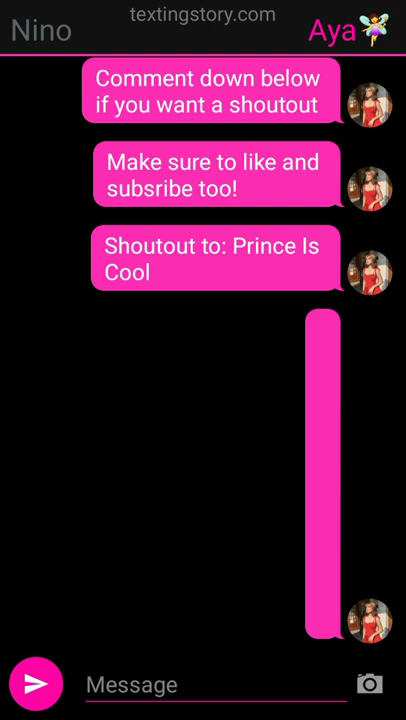 textingstory.com
Nino
Aya🧚
Comment down below
if you want a shoutout
Make sure to like and
subsribe too!
Shoutout to: Prince Is
Cool
Message